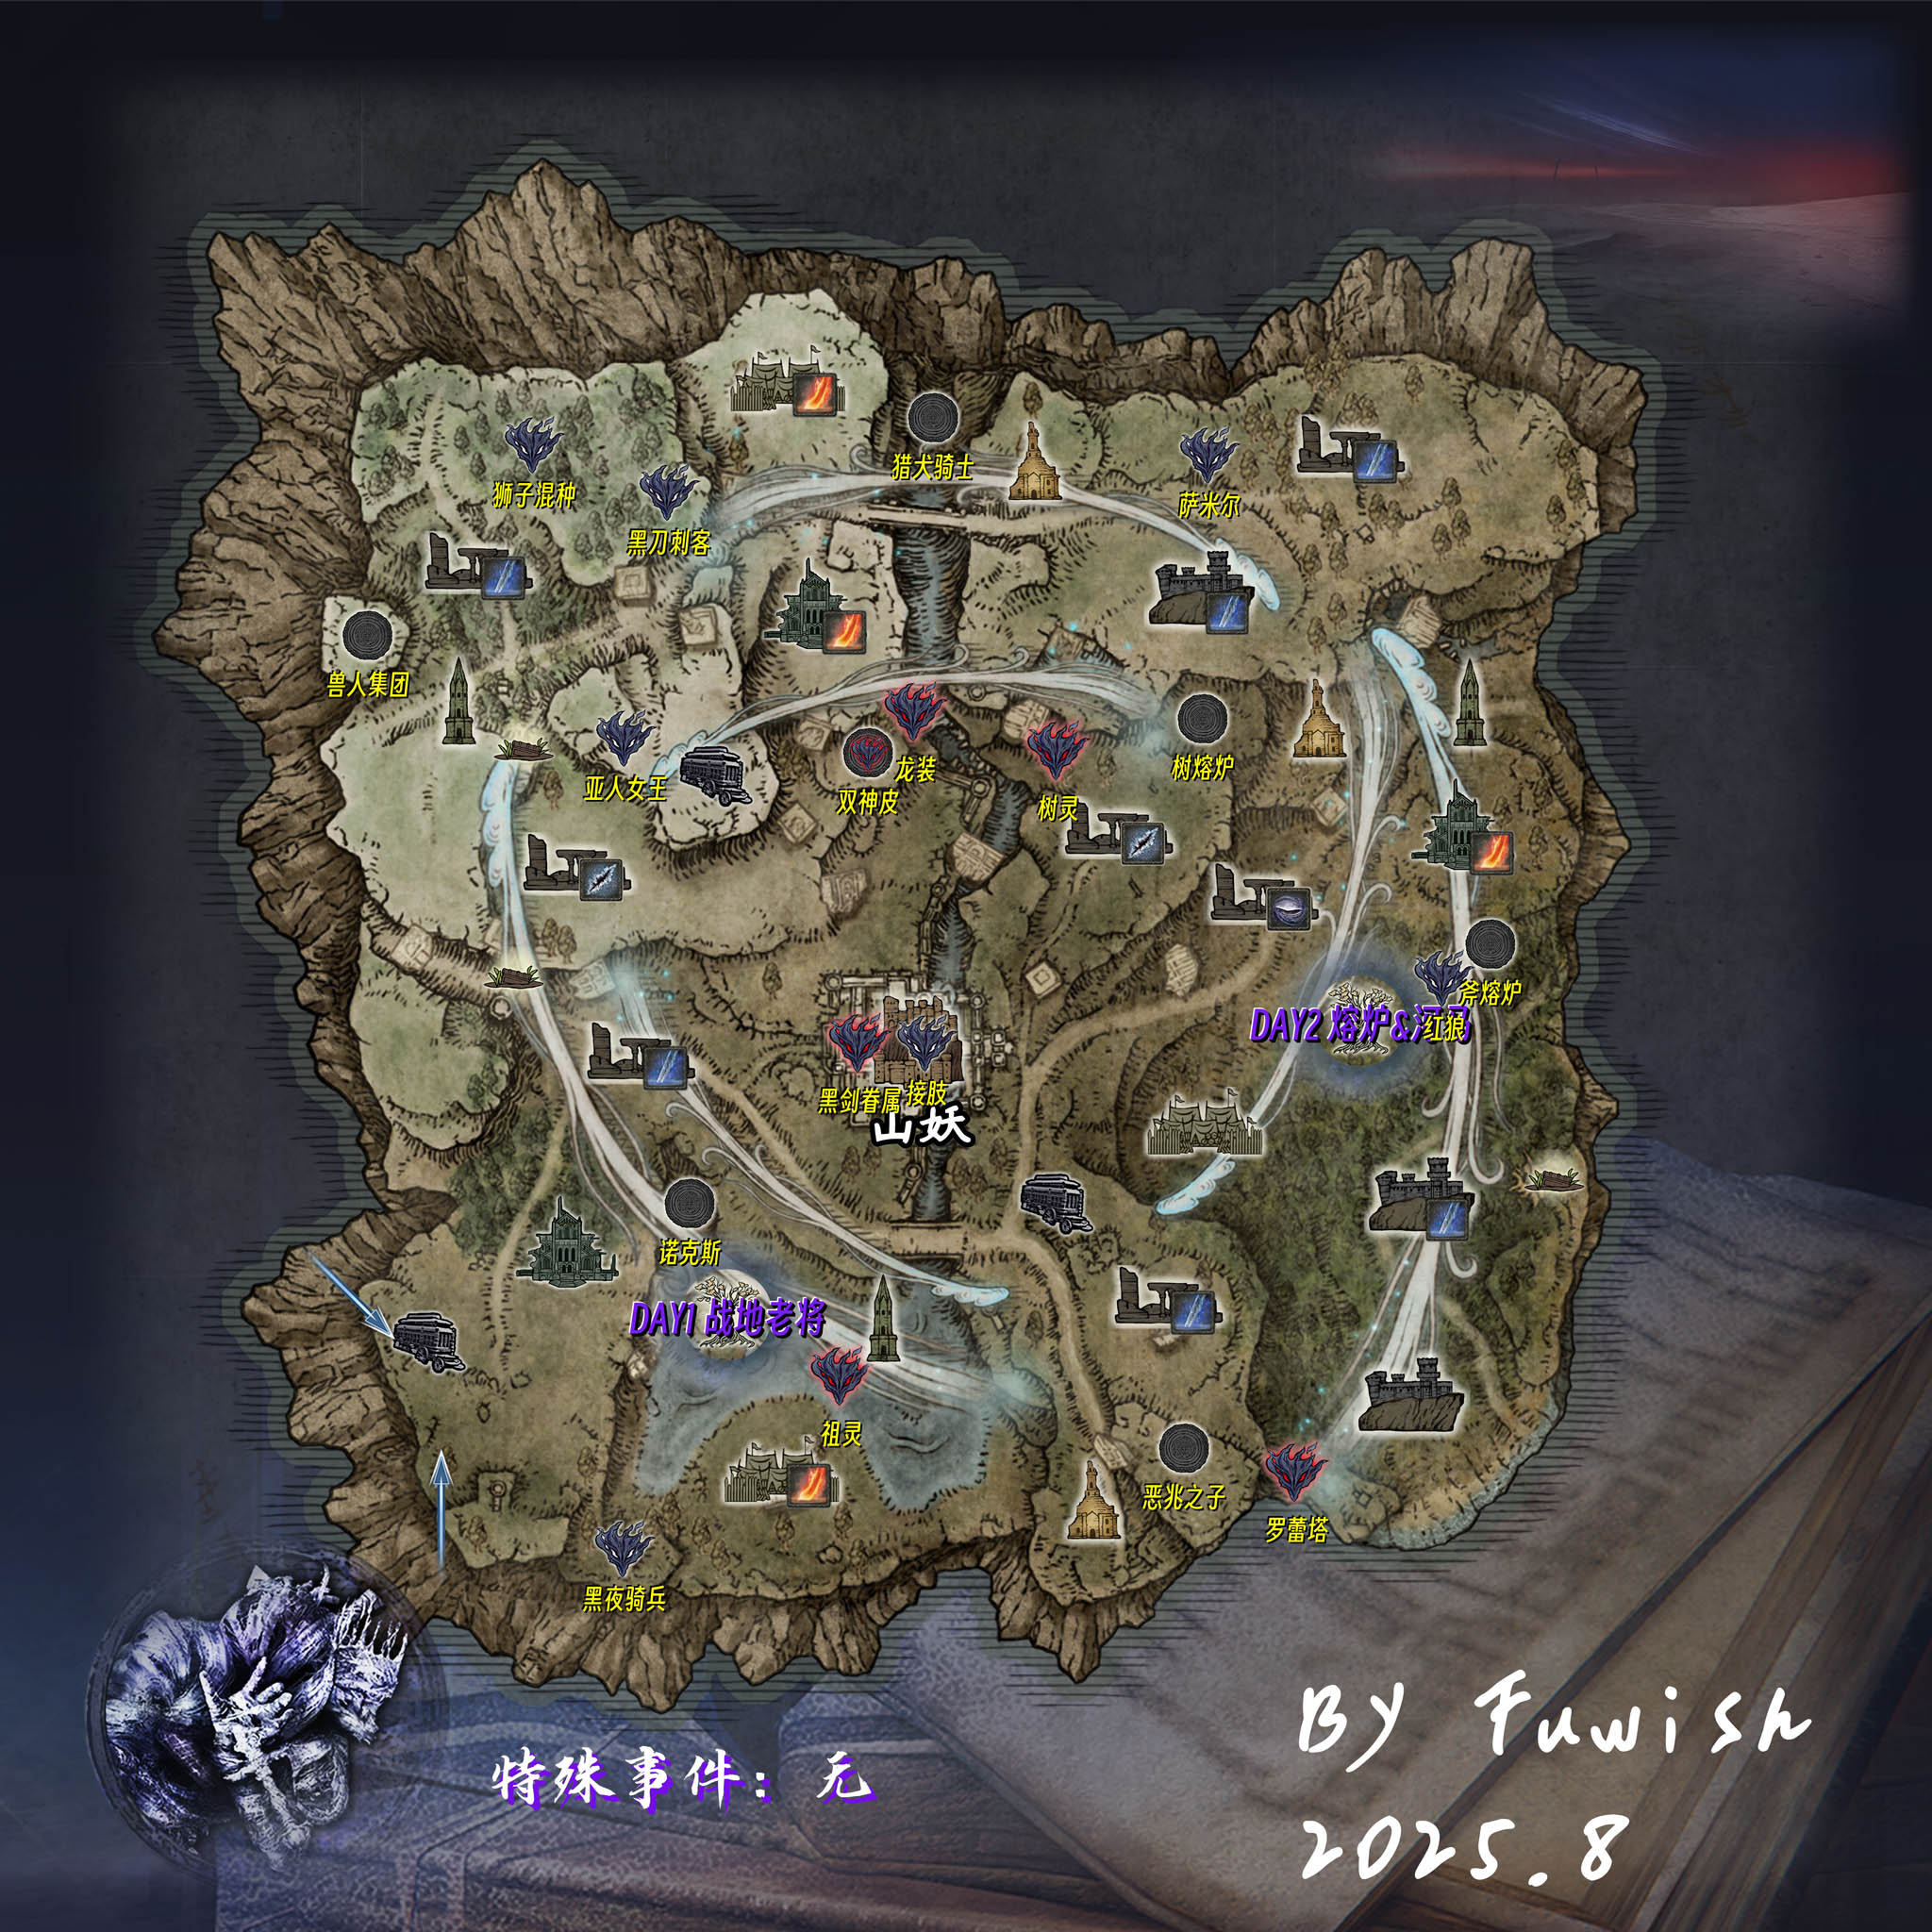 猎犬骑士
狮子混种
萨米尔
黑刀刺客
兽人集团
龙装
树熔炉
亚人女王
双神皮
树灵
斧熔炉
DAY2 熔炉&
红狼
接肢
黑剑眷属
山妖
诺克斯
DAY1 战地老将
祖灵
恶兆之子
罗蕾塔
黑夜骑兵
特殊事件：无
By Fuwish
2025.8